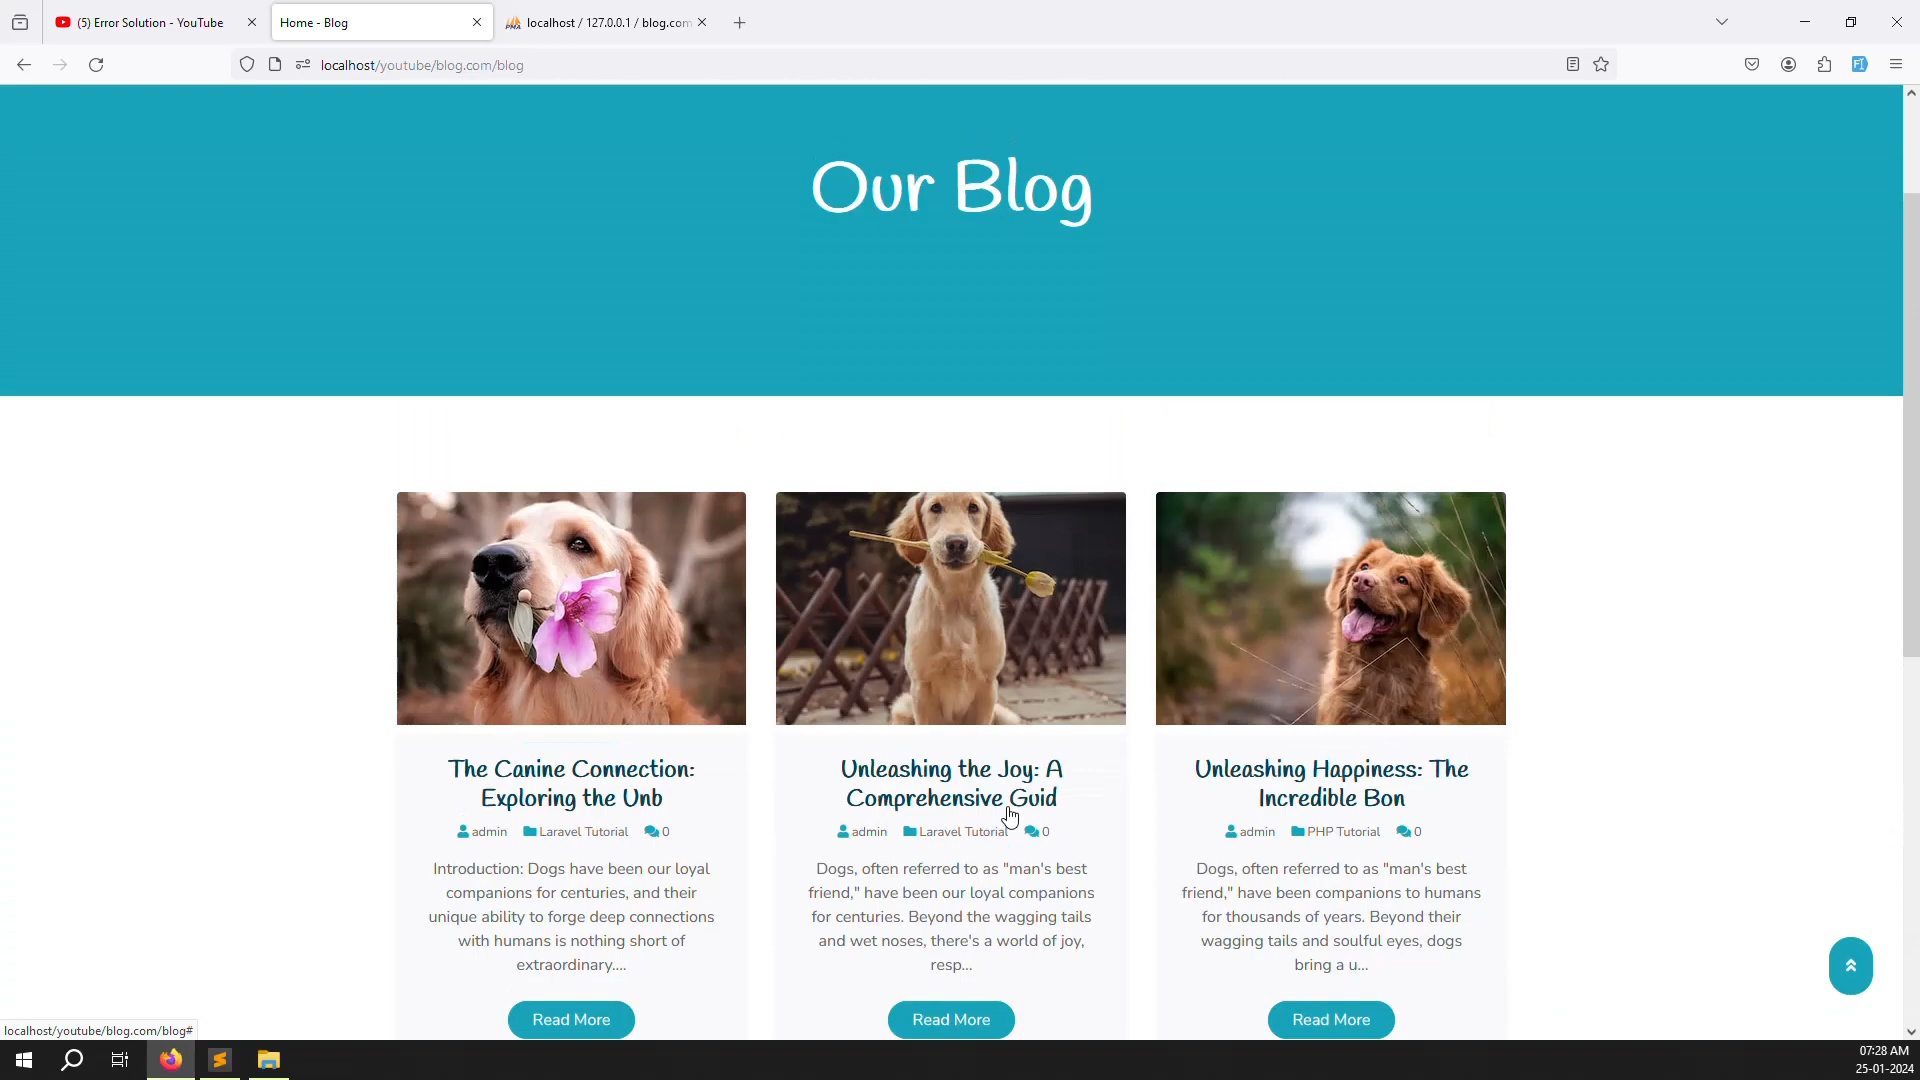 (5) Error Solution - YouTube
Home - Blog
localhost / 127.0.0.1 / blog.com
localhost/youtube/blog.com/blog
Our Blog
The Canine Connection:
Exploring the Unb
admin Laravel Tutorial 0
Introduction: Dogs have been our loyal
companions for centuries, and their
unique ability to forge deep connections
with humans is nothing short of
extraordinary....
Read More
Unleashing the Joy: A
Comprehensive Guid
admin Laravel Tutorial 0
Dogs, often referred to as "man's best
friend," have been our loyal companions
for centuries. Beyond the wagging tails
and wet noses, there's a world of joy,
resp...
Read More
Unleashing Happiness: The
Incredible Bon
admin PHP Tutorial 0
Dogs, often referred to as "man's best
friend," have been companions to humans
for thousands of years. Beyond their
wagging tails and soulful eyes, dogs
bring a u...
Read More
localhost/youtube/blog.com/blog#
07:28 AM
25-01-2024